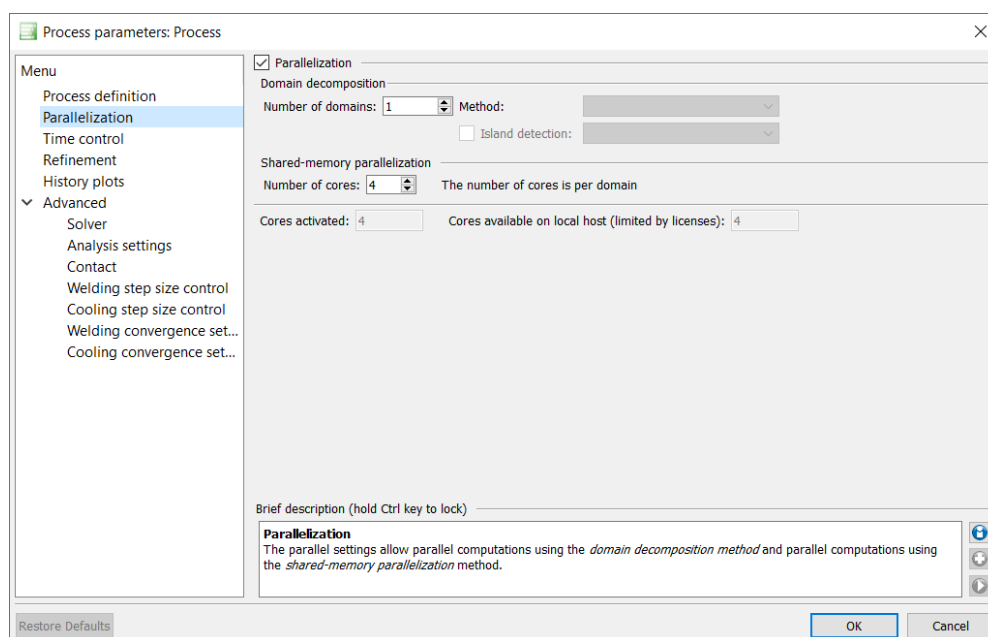 Process parameters: Process
Menu
Process definition
Parallelization
Time control
Refinement
History plots
Advanced
Solver
Analysis settings
Contact
Welding step size control
Cooling step size control
Welding convergence set...
Cooling convergence set...
Parallelization
Domain decomposition
Number of domains: 1 Method:
Island detection:
Shared-memory parallelization
Number of cores: 4 The number of cores is per domain
Cores activated: 4 Cores available on local host (limited by licenses): 4
Brief description (hold Ctrl key to lock)
Parallelization
The parallel settings allow parallel computations using the domain decomposition method and parallel computations using
the shared-memory parallelization method.
Restore Defaults OK Cancel